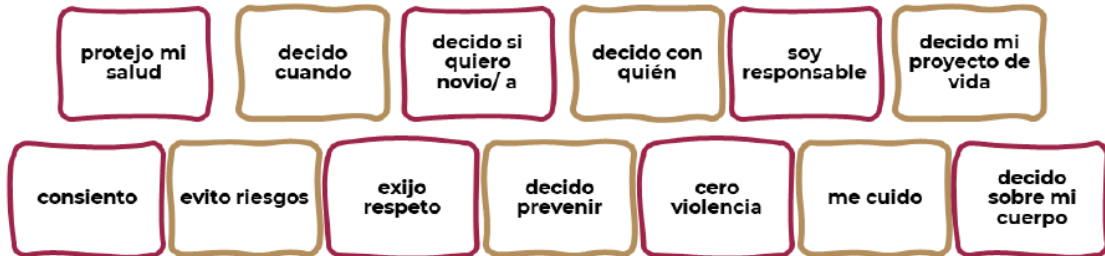 protejo mi
salud
decido
cuando
decido si
quiero
novio/ a
decido con
quién
soy
responsable
decido mi
proyecto de
vida
consiento
evito riesgos
exijo
respeto
decido
prevenir
cero
violencia
me cuido
decido
sobre mi
cuerpo